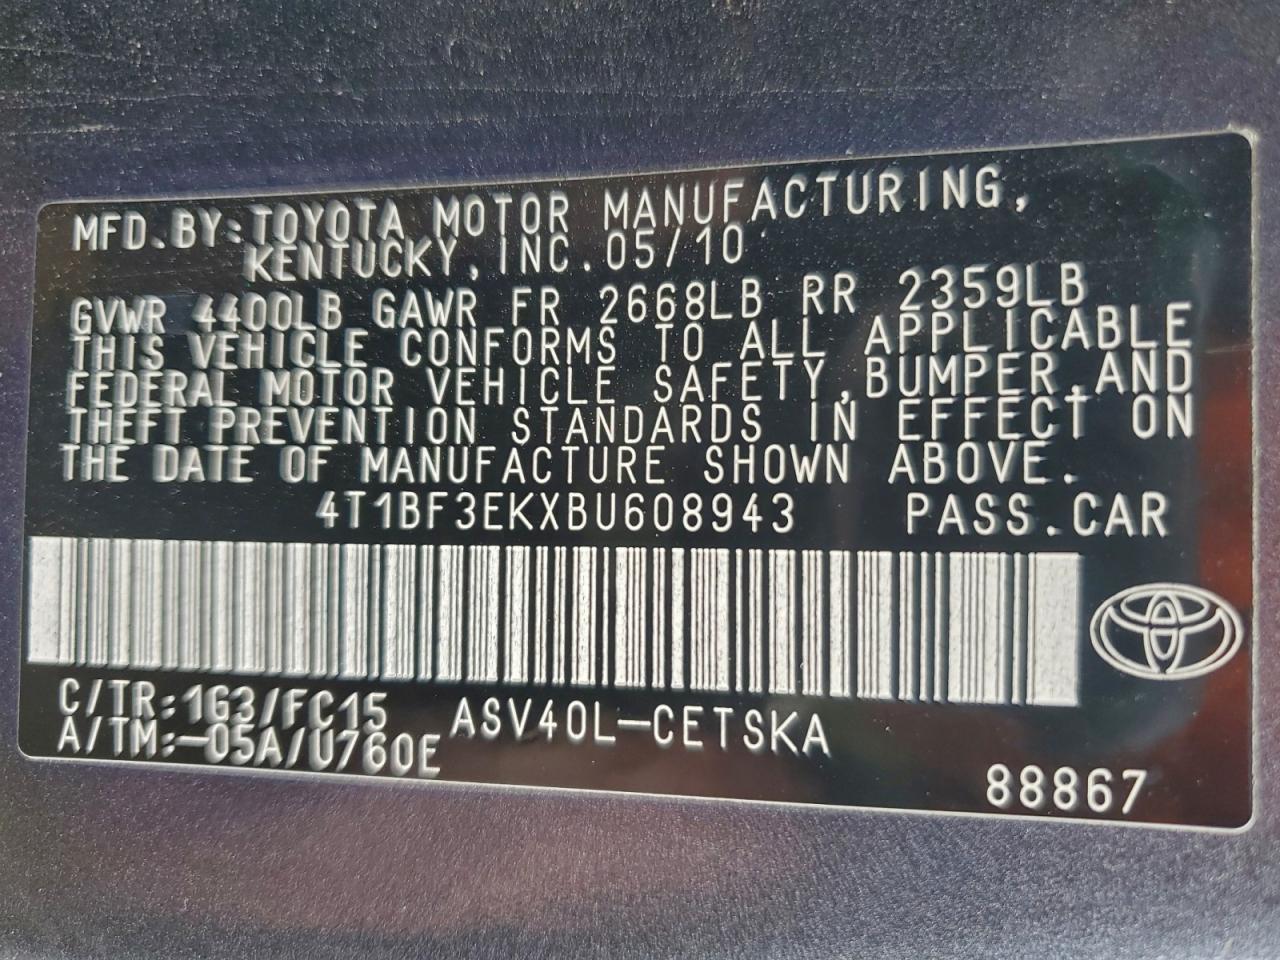 MFD.BY:TOYOTA MOTOR MANUFACTURING,
KENTUCKY,INC.05/10
GVWR 4400LB GAWR FR 2668LB RR 2359LB
THIS VEHICLE CONFORMS TO ALL APPLICABLE
FEDERAL MOTOR VEHICLE SAFETY,BUMPER,AND
THEFT PREVENTION STANDARDS IN EFFECT ON
THE DATE OF MANUFACTURE SHOWN ABOVE.
4T1BF3EKXBU608943 PASS.CAR
C/TR:163/FC15 ASV40L-CETSKA
A/TM:-05A/U760E
88867